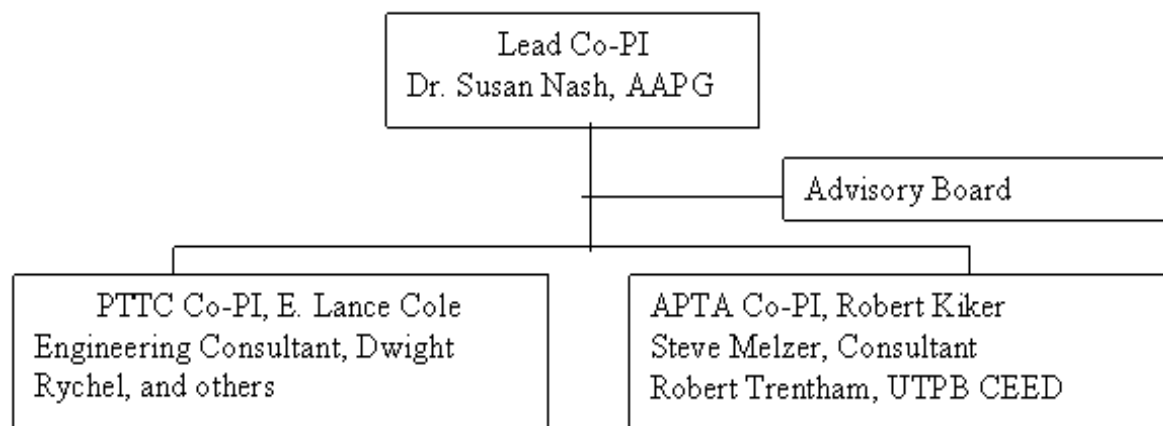 Lead Co-PI
Dr. Susan Nash, AAPG
Advisory Board
PTTC Co-PI, E. Lance Cole
Engineering Consultant, Dwight
Rychel, and others
APTA Co-PI, Robert Kiker
Steve Melzer, Consultant
Robert Trentham, UTPB CEED